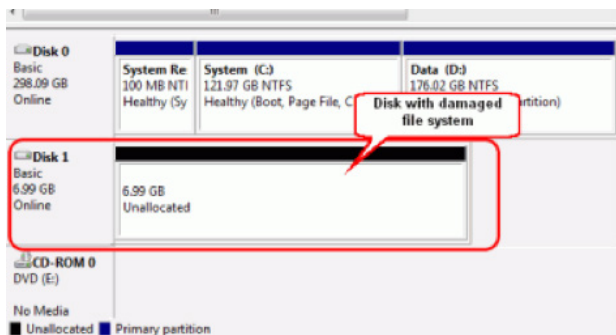 Disk 0
Basic
298.09 GB
Online
System Re
100 MB NTI
Healthy (Sy
System (C:)
121.97 GB NTFS
Healthy (Boot, Page File, C
Data (D:)
176.02 GB NTFS
rtition)
Disk with damaged
file system
Disk 1
Basic
6.99 GB
Online
6.99 GB
Unallocated
CD-ROM 0
DVD (E:)
No Media
Unallocated
Primary partition